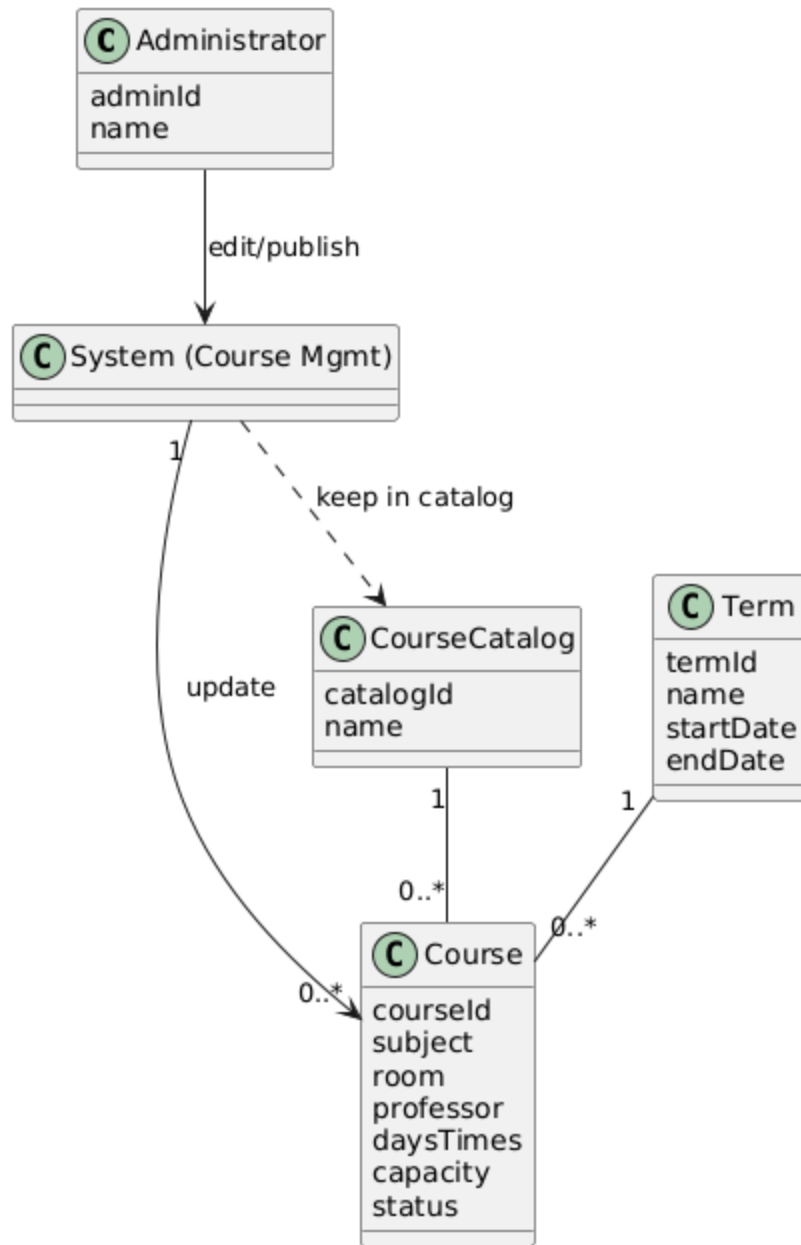 C Administrator
adminId
name
edit/publish
C System (Course Mgmt)
1
keep in catalog
update
C CourseCatalog
catalogId
name
C Term
termId
name
startDate
endDate
1
1
0..*
0..*
0..*
C Course
courseId
subject
room
professor
daysTimes
capacity
status